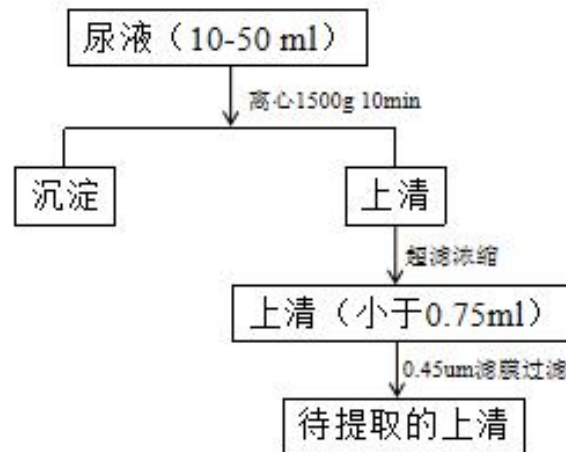 尿液（10-50 ml）
离心1500g 10min
沉淀
上清
超滤浓缩
上清（小于0.75ml）
0.45um滤膜过滤
待提取的上清